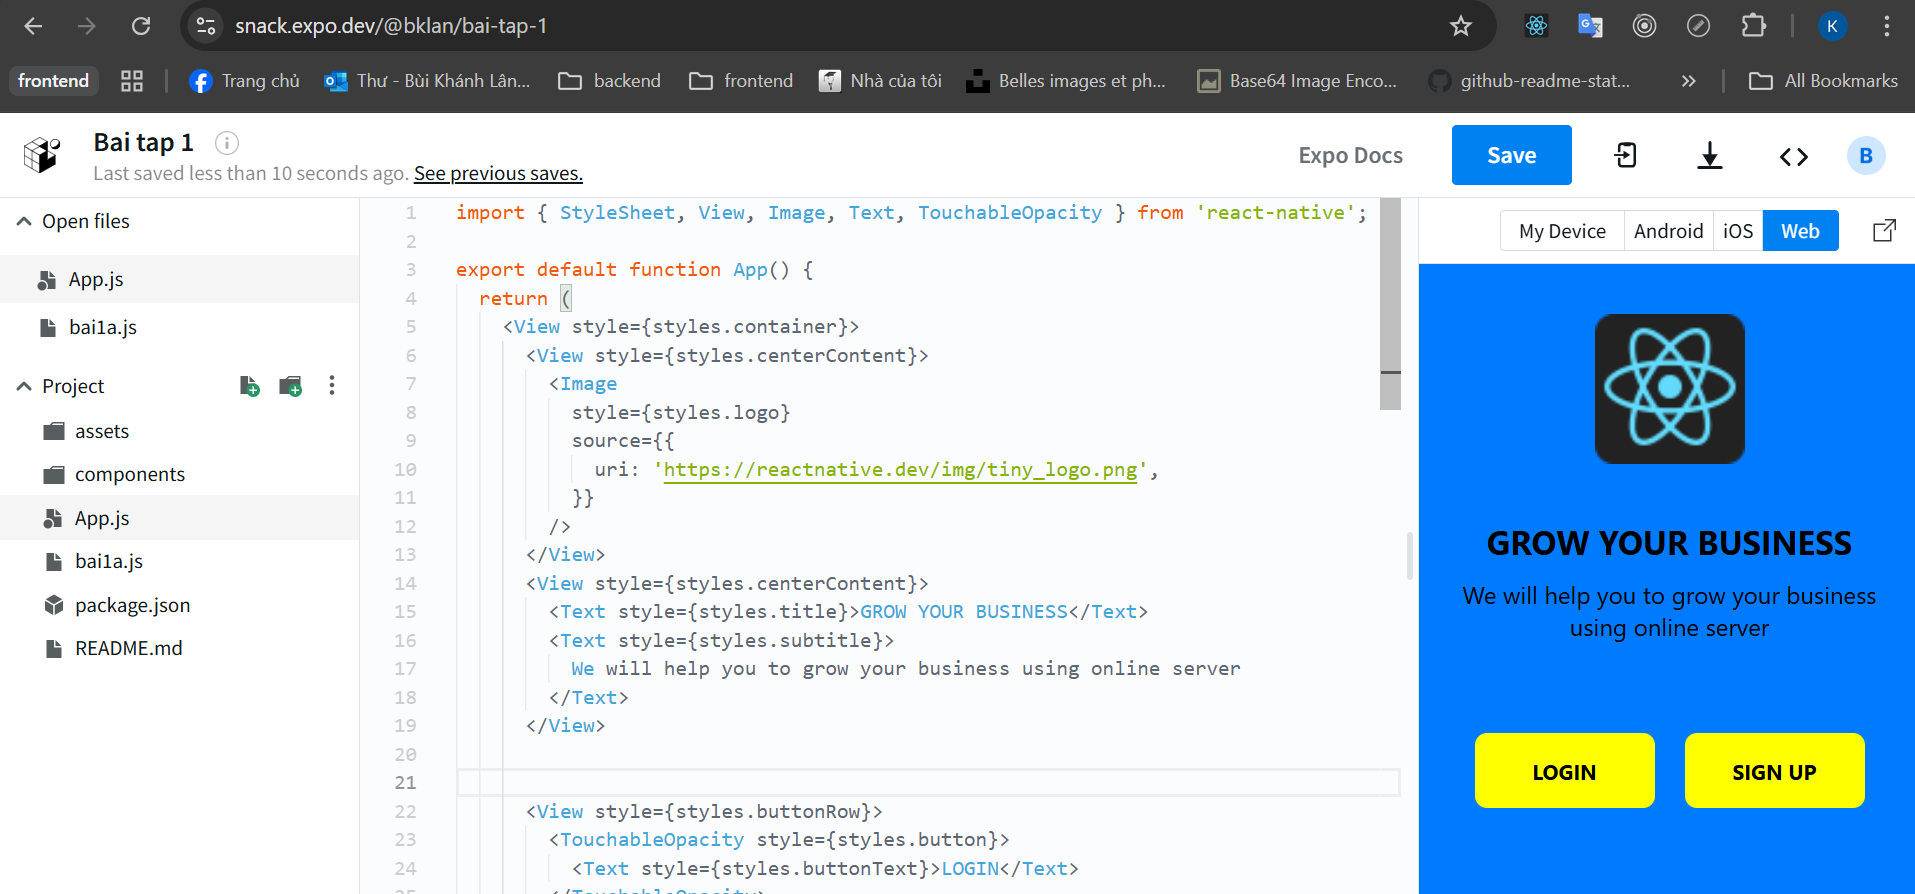 snack.expo.dev/@bklan/bai-tap-1
K
frontend
Trang chủ
Thư - Bùi Khánh Lân...
backend
frontend
Nhà của tôi
Belles images et ph...
Base64 Image Enco...
github-readme-stat...
»
All Bookmarks
Bai tap 1
Last saved less than 10 seconds ago. See previous saves.
Expo Docs
Save
B
Open files
App.js
bai1a.js
Project
assets
components
App.js
bai1a.js
package.json
README.md
1 import { StyleSheet, View, Image, Text, TouchableOpacity } from 'react-native';
2
3 export default function App() {
4 return (
5 <View style={styles.container}>
6 <View style={styles.centerContent}>
7 <Image
8 style={styles.logo}
9 source={{
10 uri: 'https://reactnative.dev/img/tiny_logo.png',
11 }}
12 />
13 </View>
14 <View style={styles.centerContent}>
15 <Text style={styles.title}>GROW YOUR BUSINESS</Text>
16 <Text style={styles.subtitle}>
17 We will help you to grow your business using online server
18 </Text>
19 </View>
20
21
22 <View style={styles.buttonRow}>
23 <TouchableOpacity style={styles.button}>
24 <Text style={styles.buttonText}>LOGIN</Text>
25 </TouchableOpacity>
My Device
Android
iOS
Web
GROW YOUR BUSINESS
We will help you to grow your business
using online server
LOGIN
SIGN UP